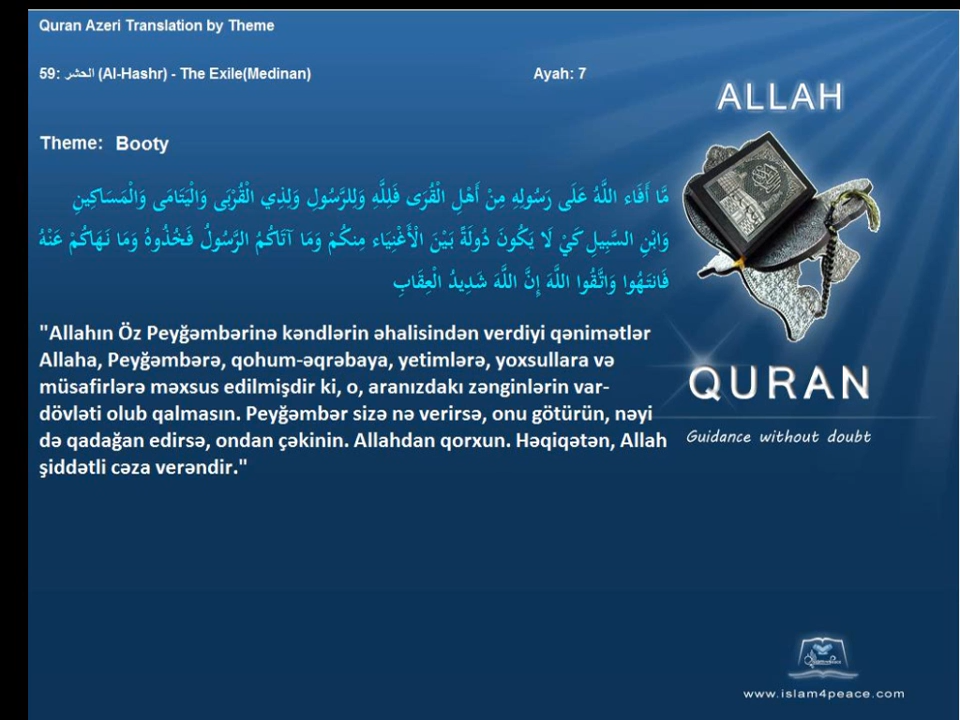 Quran Azeri Translation by Theme
59: الحشر (Al-Hashr) - The Exile(Medinan) Ayah: 7
ALLAH
Theme: Booty
مَّا أَفَاء اللَّهُ عَلَى رَسُولِهِ مِنْ أَهْلِ الْقُرَى فَلِلَّهِ وَلِلرَّسُولِ وَلِذِي الْقُرْبَى وَالْيَتَامَى وَالْمَسَاكِينِ
وَابْنِ السَّبِيلِ كَيْ لَا يَكُونَ دُولَةً بَيْنَ الْأَغْنِيَاء مِنكُمْ وَمَا آتَاكُمُ الرَّسُولُ فَخُذُوهُ وَمَا نَهَاكُمْ عَنْهُ
فَانتَهُوا وَاتَّقُوا اللَّهَ إِنَّ اللَّهَ شَدِيدُ الْعِقَابِ
"Allahın Öz Peyğəmbərinə kəndlərin əhalisindən verdiyi qənimətlər
Allaha, Peyğəmbərə, qohum-əqrəbaya, yetimlərə, yoxsullara və
müsafirlərə məxsus edilmişdir ki, o, aranızdakı zənginlərin var-
dövləti olub qalmasın. Peyğəmbər sizə nə verirsə, onu götürün, nəyi
də qadağan edirsə, ondan çəkinin. Allahdan qorxun. Həqiqətən, Allah
şiddətli cəza verəndir."
QURAN
Guidance without doubt
www.islam4peace.com